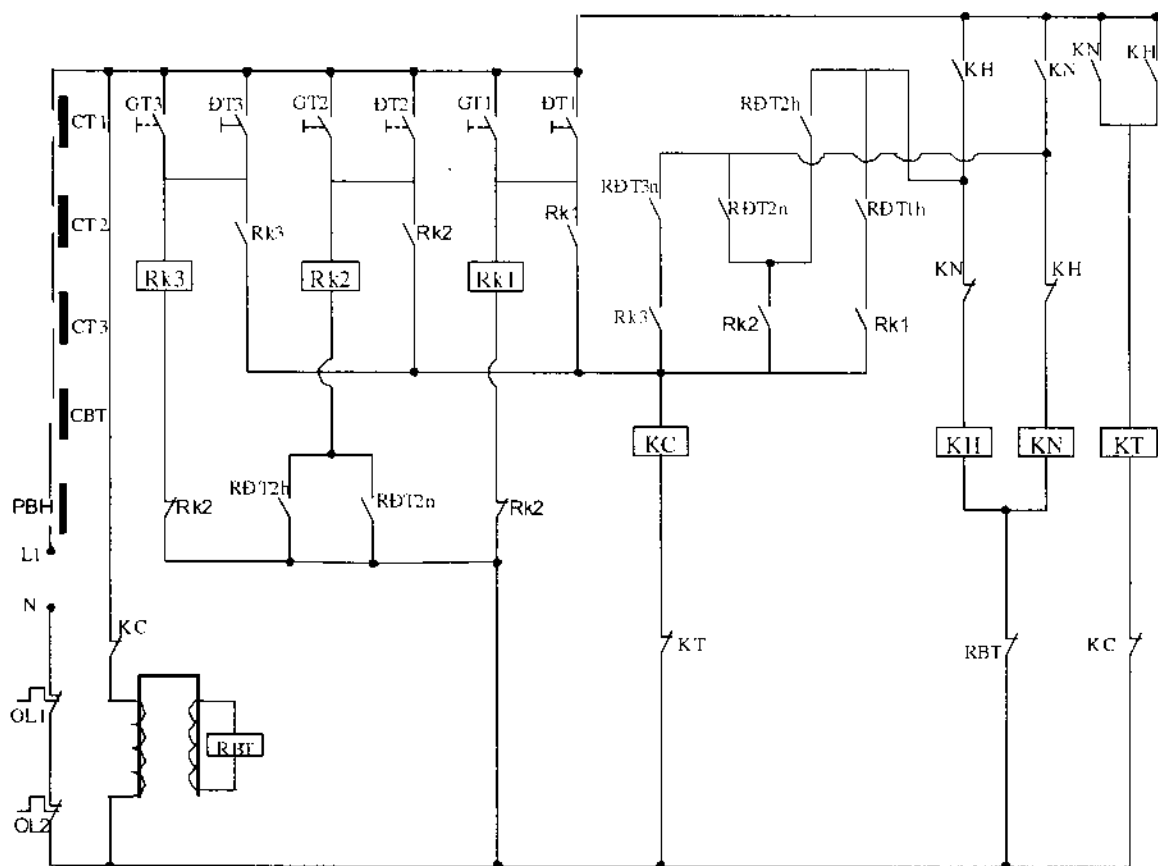 KH
KN
KN
KH
GT3
ĐT3
GT2
ĐT2
GT1
ĐT1
RĐT2h
CT1
CT2
CT3
CBT
PBH
L1
N
Rk3
Rk2
Rk1
RĐT3n
RĐT2n
RĐT1h
Rk3
Rk2
Rk1
KN
KH
Rk3
Rk2
Rk1
KC
KH
KN
KT
Rk2
RĐT2h
RĐT2n
Rk2
KC
KT
RBT
KC
OL1
RBT
OL2